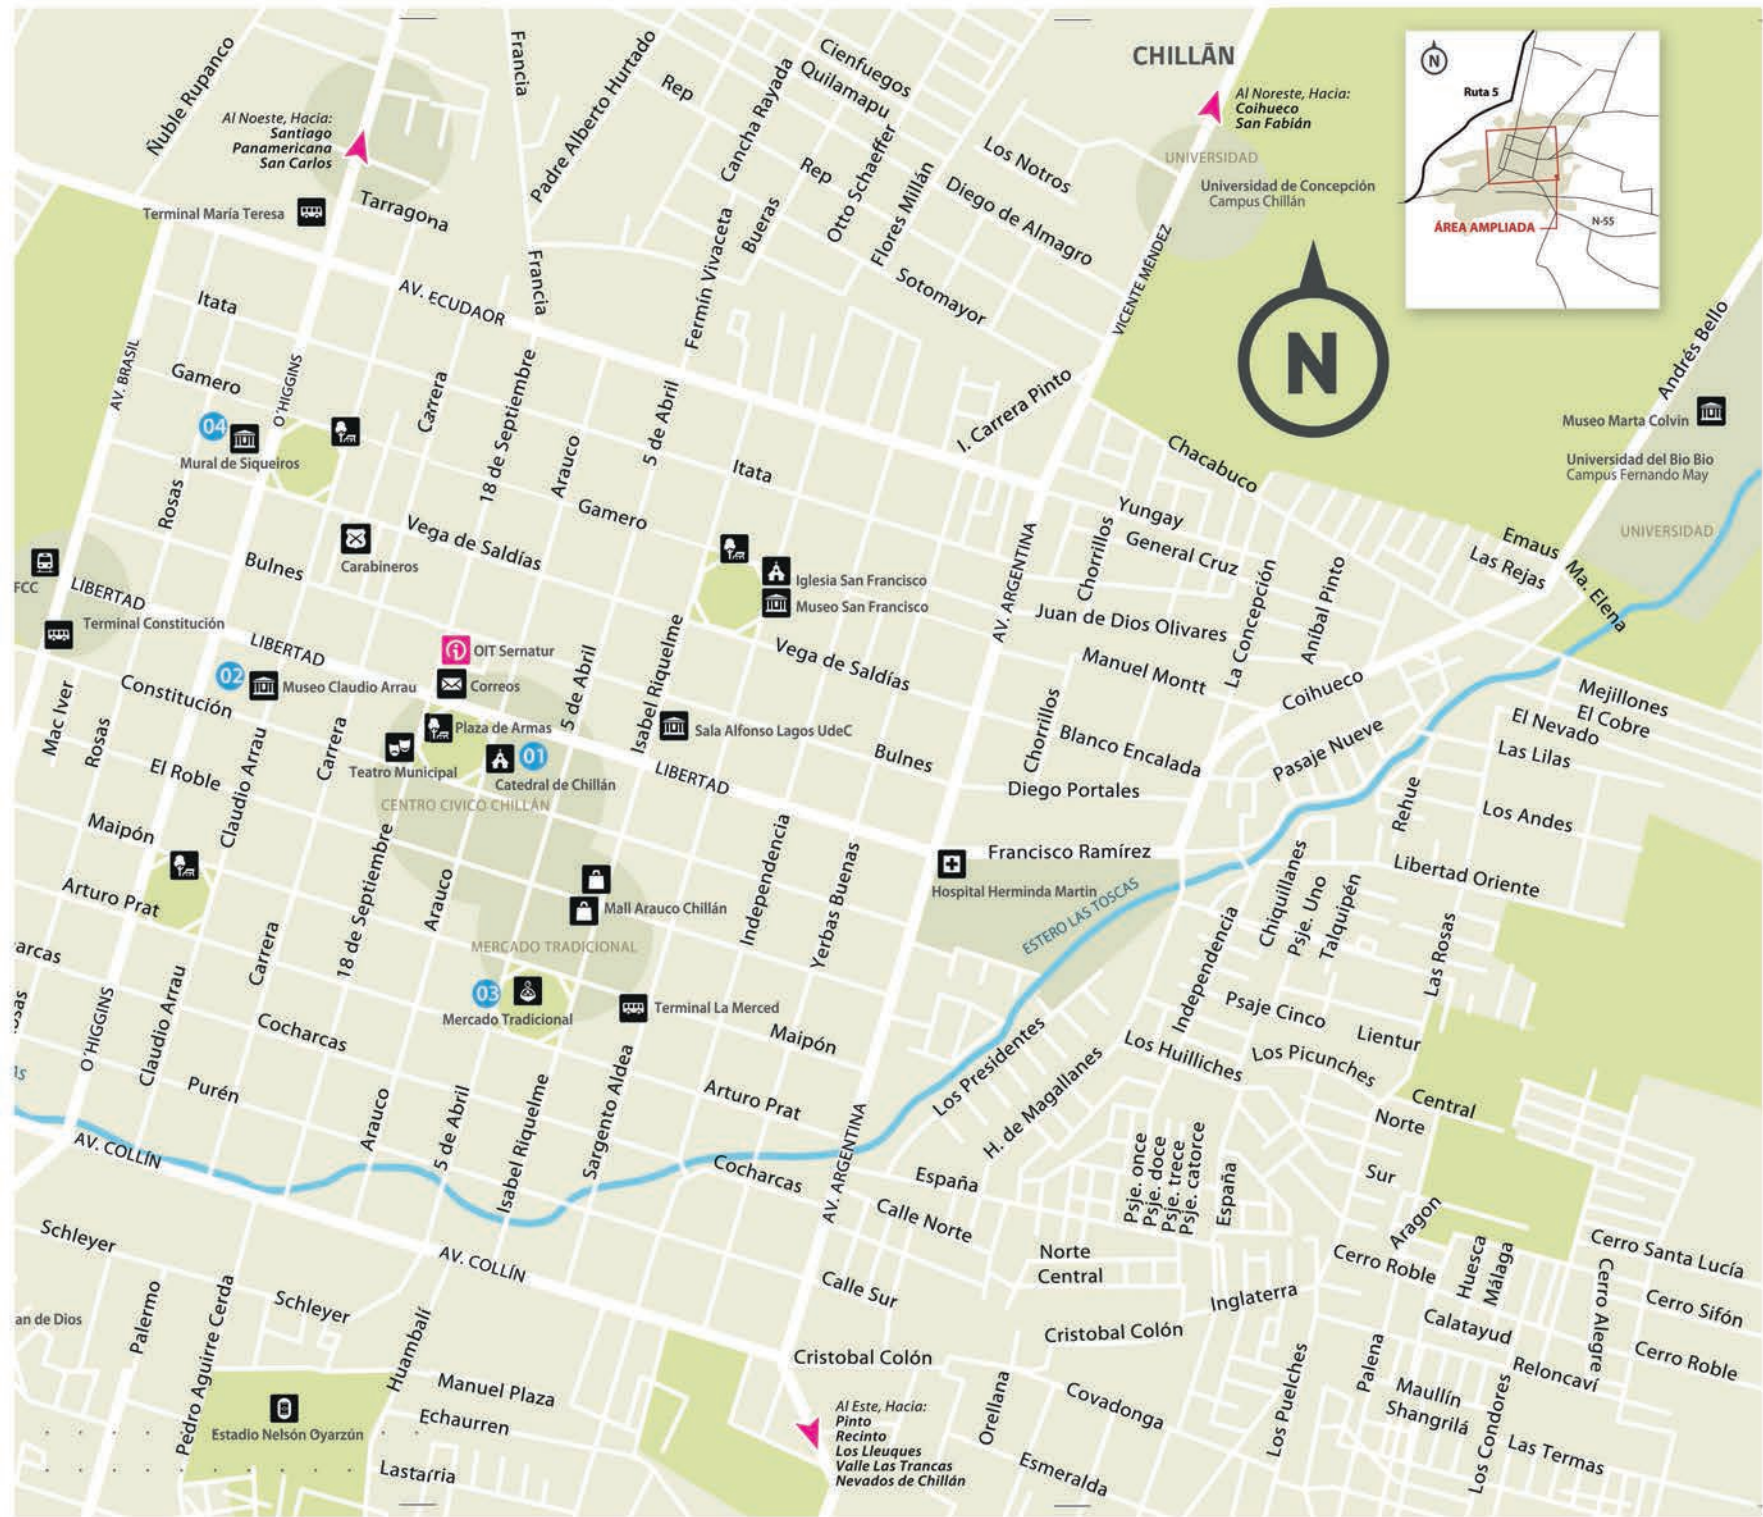 CHILLÁN
Al Noeste, Hacia:
Santiago
Panamericana
San Carlos
Al Noreste, Hacia:
Coihueco
San Fabián
N
Ruta 5
N-55
ÁREA AMPLIADA
N
Ñuble Rupanco
Francia
Padre Alberto Hurtado
Rep
Cancha Rayada
Cienfuegos
Quilamapu
Otto Schaeffer
Rep
Bueras
Flores Millán
Los Notros
Diego de Almagro
Sotomayor
UNIVERSIDAD
Universidad de Concepción
Campus Chillán
VICENTE MÉNDEZ
Terminal María Teresa
Tarragona
Francia
Fermín Vivaceta
AV. ECUDAOR
Itata
Gamero
AV. BRASIL
O'HIGGINS
Carrera
18 de Septiembre
Arauco
5 de Abril
I. Carrera Pinto
Itata
Gamero
04
Mural de Siqueiros
Rosas
Chacabuco
Andrés Bello
Museo Marta Colvin
Universidad del Bio Bio
Campus Fernando May
UNIVERSIDAD
Emaus
Las Rejas
Ma. Elena
Yungay
General Cruz
Chorrillos
AV. ARGENTINA
Juan de Dios Olivares
La Concepción
Aníbal Pinto
Manuel Montt
Coihueco
Vega de Saldías
Carabineros
Bulnes
FCC
LIBERTAD
Terminal Constitución
LIBERTAD
Iglesia San Francisco
Museo San Francisco
OIT Sernatur
Correos
02
Museo Claudio Arrau
Constitución
Plaza de Armas
Teatro Municipal
01
Catedral de Chillán
CENTRO CIVICO CHILLÁN
5 de Abril
Isabel Riquelme
Vega de Saldías
Sala Alfonso Lagos UdeC
Bulnes
LIBERTAD
Chorrillos
Blanco Encalada
Diego Portales
Pasaje Nueve
Mejillones
El Cobre
El Nevado
Las Lilas
Los Andes
Rehue
Mac Iver
Rosas
El Roble
Claudio Arrau
Carrera
Maipón
Arturo Prat
18 de Septiembre
Arauco
Independencia
Yerbas Buenas
Francisco Ramírez
Hospital Herminda Martin
ESTERO LAS TOSCAS
Mall Arauco Chillán
MERCADO TRADICIONAL
03
Mercado Tradicional
Terminal La Merced
Maipón
Libertad Oriente
Chiquillanes
Psje. Uno
Talquipén
Las Rosas
Independencia
Psaje Cinco
Lientur
Los Huilliches
Los Picunches
Central
Norte
Sur
arcas
osas
as
O'HIGGINS
Claudio Arrau
Carrera
Cocharcas
Purén
Arauco
5 de Abril
Isabel Riquelme
Sargento Aldea
Arturo Prat
AV. ARGENTINA
Los Presidentes
H. de Magallanes
AV. COLLÍN
Cocharcas
España
Calle Norte
Psje. once
Psje. doce
Psje. trece
Psje. catorce
España
Aragon
Schleyer
AV. COLLÍN
Calle Sur
Norte
Central
Inglaterra
Cerro Roble
Huesca
Málaga
Cerro Santa Lucía
Cerro Sifón
Cerro Alegre
Cerro Roble
Calatayud
Reloncaví
an de Dios
Palermo
Pedro Aguirre Cerda
Schleyer
Huambalí
Cristobal Colón
Cristobal Colón
Manuel Plaza
Echaurren
Lastarria
Estadio Nelsón Oyarzún
Al Este, Hacia:
Pinto
Recinto
Los Lleuques
Valle Las Trancas
Nevados de Chillán
Orellana
Covadonga
Esmeralda
Los Puelches
Palena
Maullín
Shangrilá
Los Condores
Las Termas